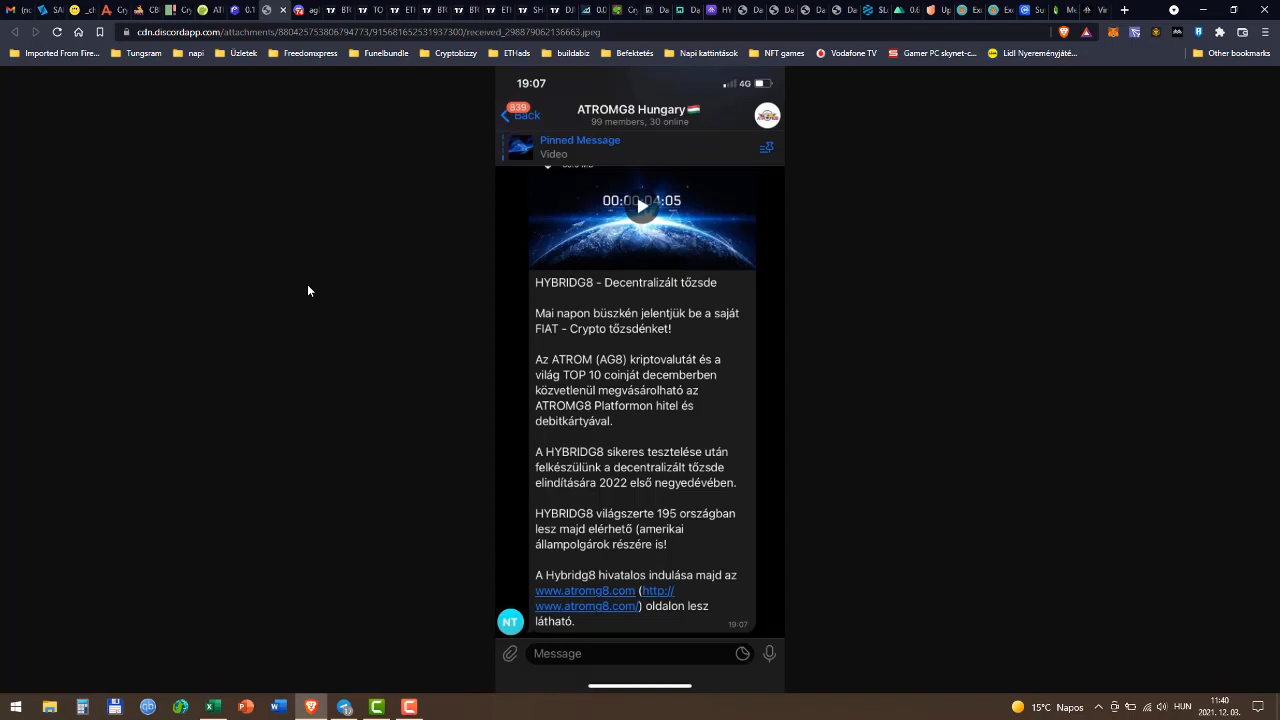 cdn.discordapp.com/attachments/880425753806794773/915681652531937300/received_298879062136663.jpeg
Imported From Fire... Tungsram napi Üzletek Freedomxpress Funelbundle Cryptobizzy ETHads buildabiz Befektetés Napi kattintások NFT games Vodafone TV Gamer PC skynet-c... Lidl Nyereményját... Other bookmarks
19:07
4G
839
Back
ATROMG8 Hungary
99 members, 30 online
Pinned Message
Video
00:00:04:05
HYBRIDG8 - Decentralizált tőzsde
Mai napon büszkén jelentjük be a saját
FIAT - Crypto tőzsdénket!
Az ATROM (AG8) kriptovalutát és a
világ TOP 10 coinját decemberben
közvetlenül megvásárolható az
ATROMG8 Platformon hitel és
debitkártyával.
A HYBRIDG8 sikeres tesztelése után
felkészülünk a decentralizált tőzsde
elindítására 2022 első negyedévében.
HYBRIDG8 világszerte 195 országban
lesz majd elérhető (amerikai
állampolgárok részére is!
A Hybridg8 hivatalos indulása majd az
www.atromg8.com (http://
www.atromg8.com/) oldalon lesz
látható.
19:07
NT
Message
15°C Napos
HUN
11:40
2021. 12. 03.